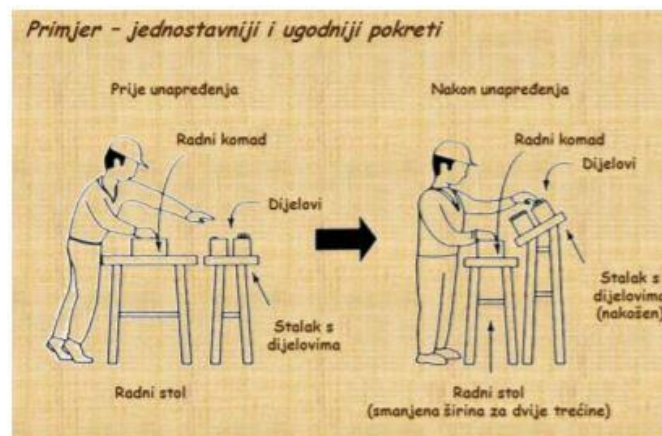 Primjer – jednostavniji i ugodniji pokreti
Prije unapređenja
Radni komad
Dijelovi
Stalak s
dijelovima
Radni stol
Nakon unapređenja
Radni komad
Dijelovi
Stalak s
dijelovima
(nakošen)
Radni stol
(smanjena širina za dvije trećine)